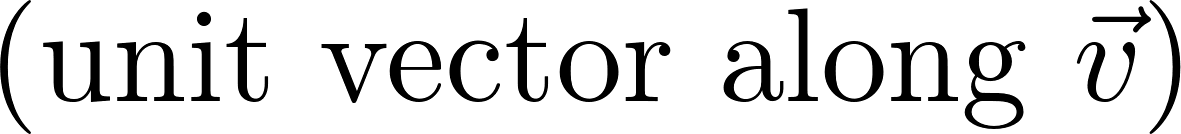 (unit vector along $\vec{v}$)